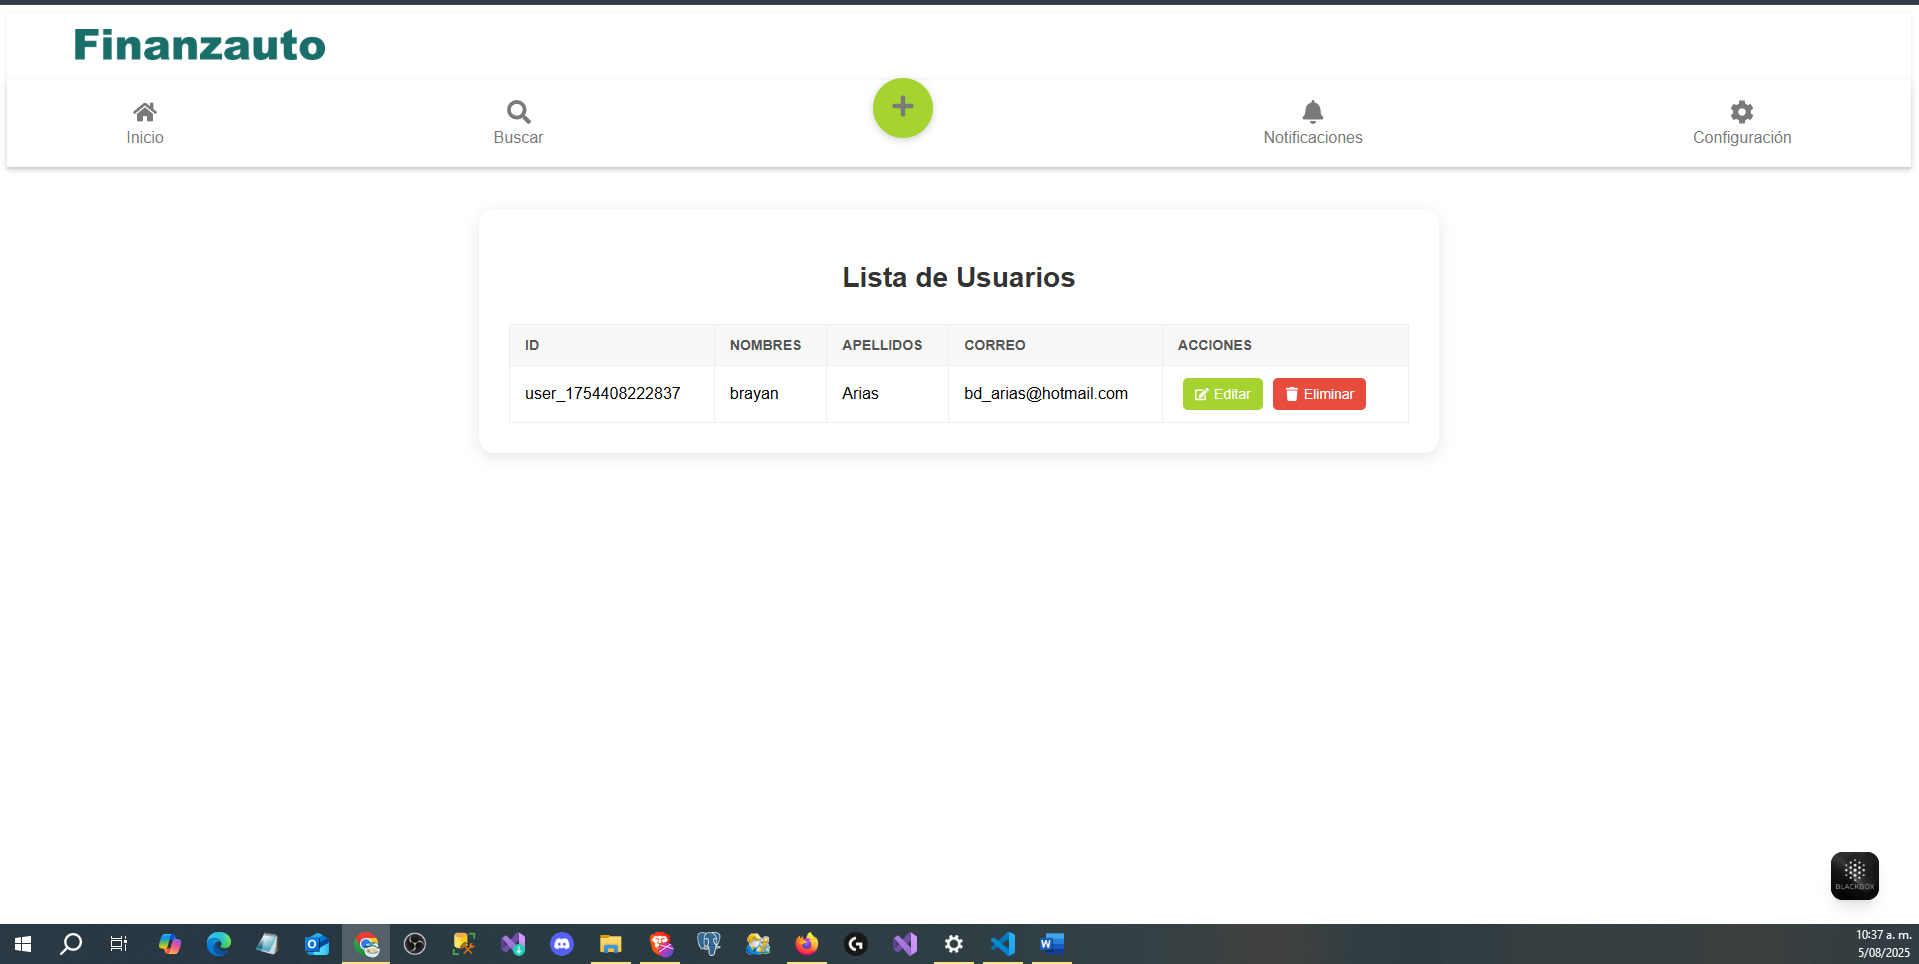 Finanzauto
Inicio
Buscar
Notificaciones
Configuración
Lista de Usuarios
ID NOMBRES APELLIDOS CORREO ACCIONES
user_1754408222837 brayan Arias bd_arias@hotmail.com Editar Eliminar
BLACKBOX
10:37 a. m.
5/08/2025